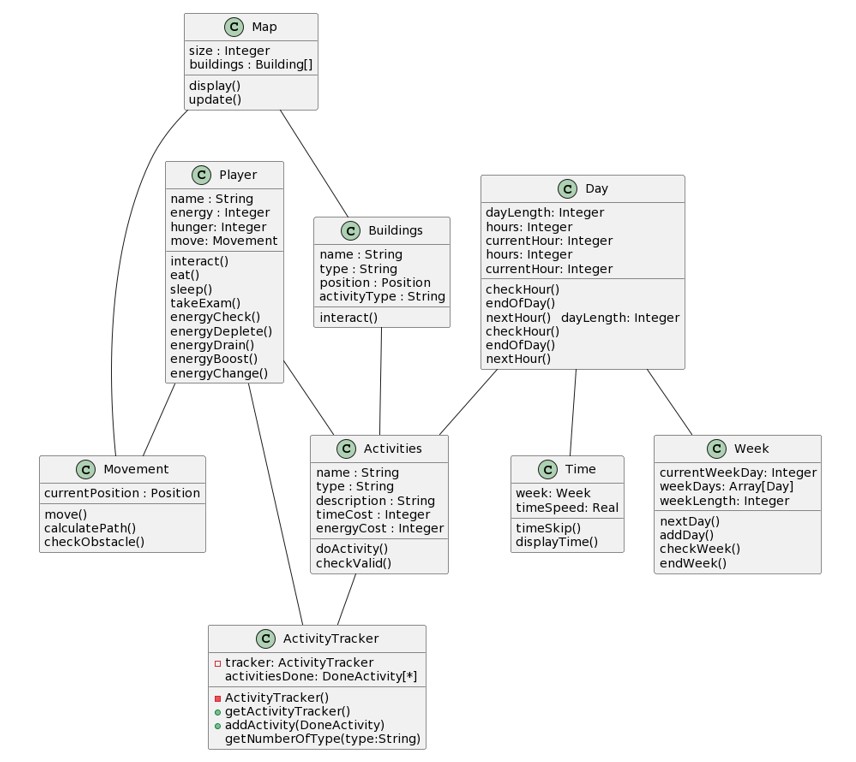 C Map
size : Integer
buildings : Building[]
display()
update()
C Player
name : String
energy : Integer
hunger: Integer
move: Movement
interact()
eat()
sleep()
takeExam()
energyCheck()
energyDeplete()
energyDrain()
energyBoost()
energyChange()
C Buildings
name : String
type : String
position : Position
activityType : String
interact()
C Day
dayLength: Integer
hours: Integer
currentHour: Integer
hours: Integer
currentHour: Integer
checkHour()
endOfDay()
nextHour()   dayLength: Integer
checkHour()
endOfDay()
nextHour()
C Movement
currentPosition : Position
move()
calculatePath()
checkObstacle()
C Activities
name : String
type : String
description : String
timeCost : Integer
energyCost : Integer
doActivity()
checkValid()
C Time
week: Week
timeSpeed: Real
timeSkip()
displayTime()
C Week
currentWeekDay: Integer
weekDays: Array[Day]
weekLength: Integer
nextDay()
addDay()
checkWeek()
endWeek()
C ActivityTracker
tracker: ActivityTracker
activitiesDone: DoneActivity[*]
ActivityTracker()
getActivityTracker()
addActivity(DoneActivity)
getNumberOfType(type:String)